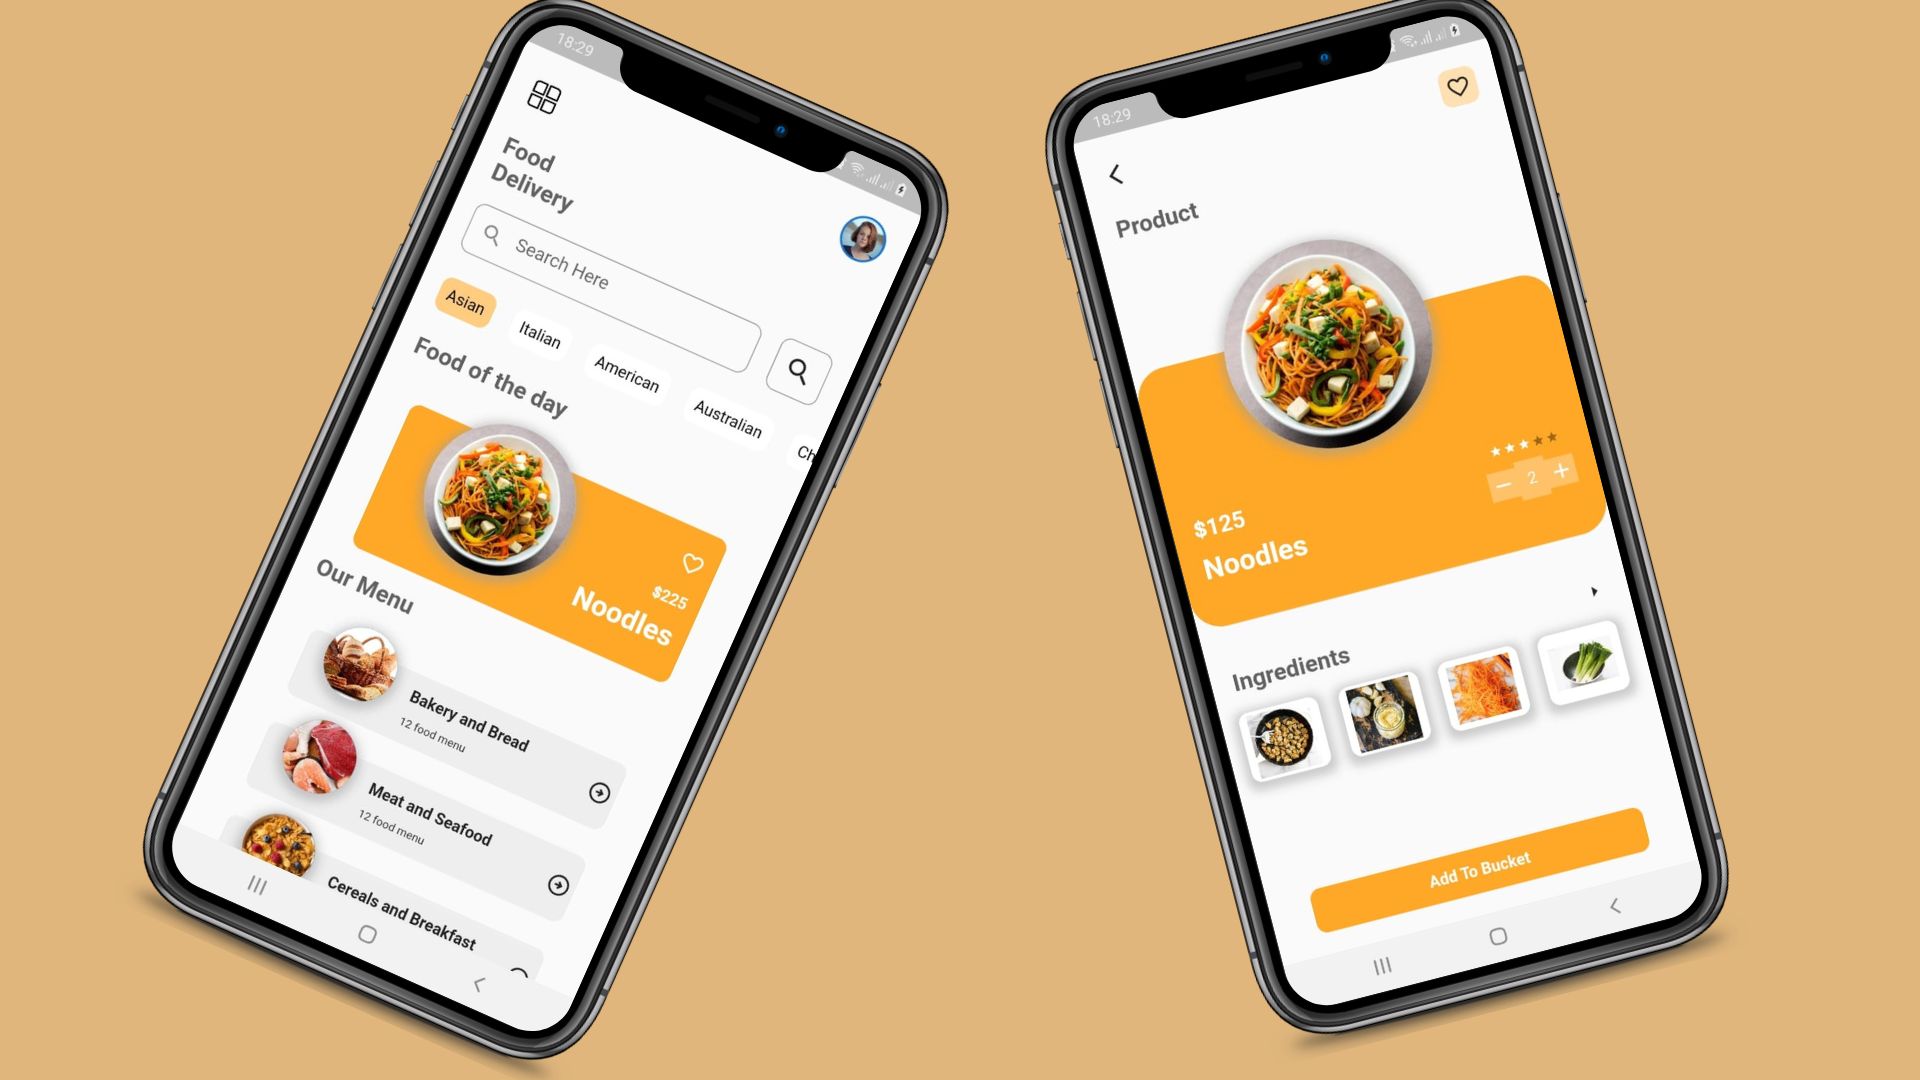 18:29
Food
Delivery
Search Here
Asian
Italian
American
Australian
Ch
Food of the day
$225
Noodles
Our Menu
Bakery and Bread
12 food menu
Meat and Seafood
12 food menu
Cereals and Breakfast
18:29
Product
2
$125
Noodles
Ingredients
Add To Bucket